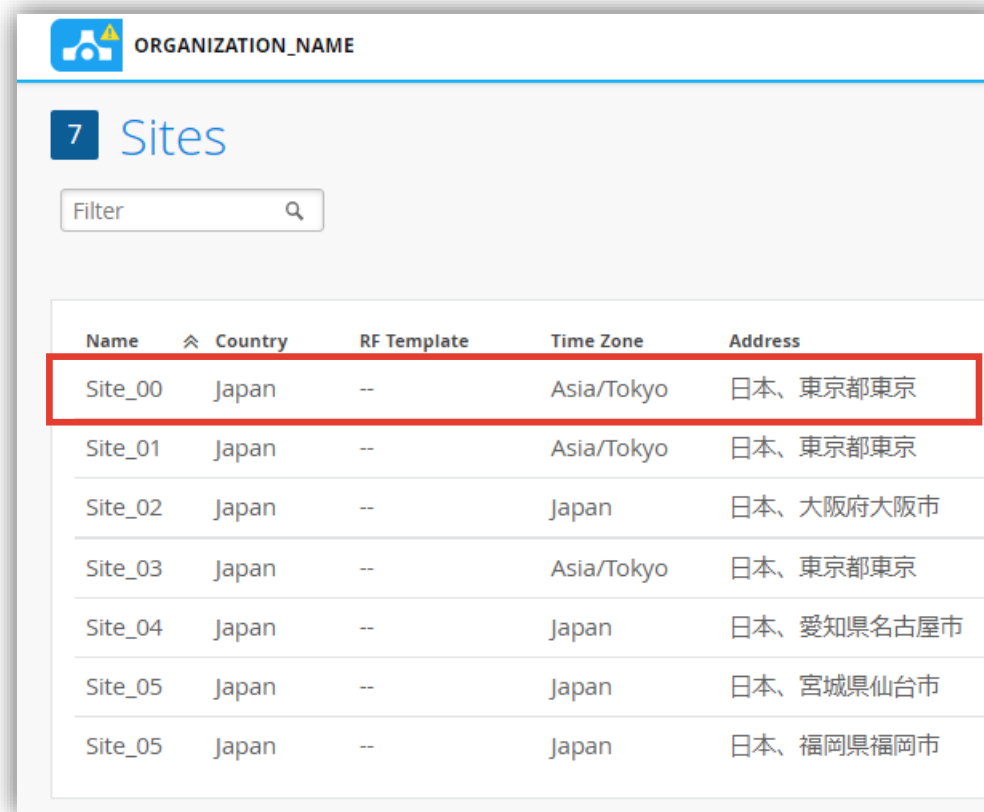 ORGANIZATION_NAME
7 Sites
Filter
Name Country RF Template Time Zone Address
Site_00 Japan -- Asia/Tokyo 日本、東京都東京
Site_01 Japan -- Asia/Tokyo 日本、東京都東京
Site_02 Japan -- Japan 日本、大阪府大阪市
Site_03 Japan -- Asia/Tokyo 日本、東京都東京
Site_04 Japan -- Japan 日本、愛知県名古屋市
Site_05 Japan -- Japan 日本、宮城県仙台市
Site_05 Japan -- Japan 日本、福岡県福岡市